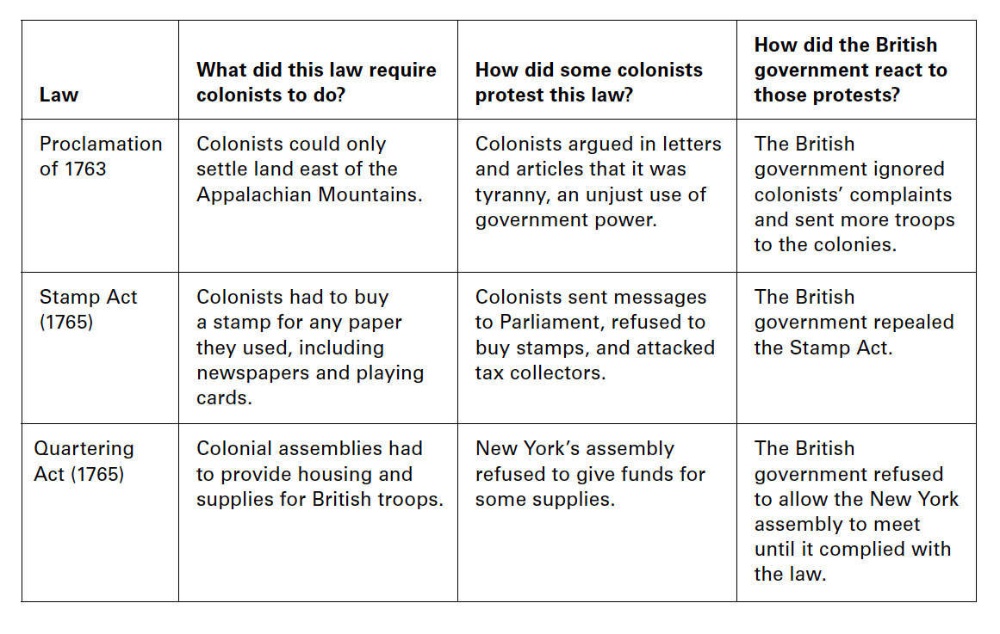 Law
What did this law require
colonists to do?
How did some colonists
protest this law?
How did the British
government react to
those protests?
Proclamation
of 1763
Colonists could only
settle land east of the
Appalachian Mountains.
Colonists argued in letters
and articles that it was
tyranny, an unjust use of
government power.
The British
government ignored
colonists’ complaints
and sent more troops
to the colonies.
Stamp Act
(1765)
Colonists had to buy
a stamp for any paper
they used, including
newspapers and playing
cards.
Colonists sent messages
to Parliament, refused to
buy stamps, and attacked
tax collectors.
The British
government repealed
the Stamp Act.
Quartering
Act (1765)
Colonial assemblies had
to provide housing and
supplies for British troops.
New York’s assembly
refused to give funds for
some supplies.
The British
government refused
to allow the New York
assembly to meet
until it complied with
the law.